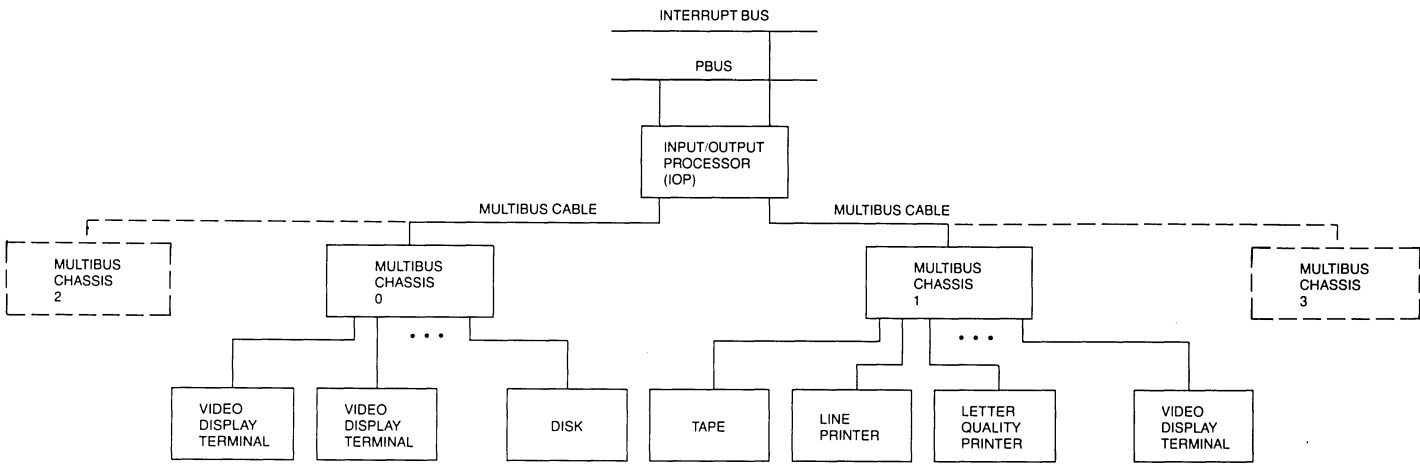 INTERRUPT BUS
PBUS
INPUT/OUTPUT
PROCESSOR
(IOP)
MULTIBUS CABLE
MULTIBUS CABLE
MULTIBUS
CHASSIS
2
MULTIBUS
CHASSIS
0
MULTIBUS
CHASSIS
1
MULTIBUS
CHASSIS
3
VIDEO
DISPLAY
TERMINAL
VIDEO
DISPLAY
TERMINAL
DISK
TAPE
LINE
PRINTER
LETTER
QUALITY
PRINTER
VIDEO
DISPLAY
TERMINAL